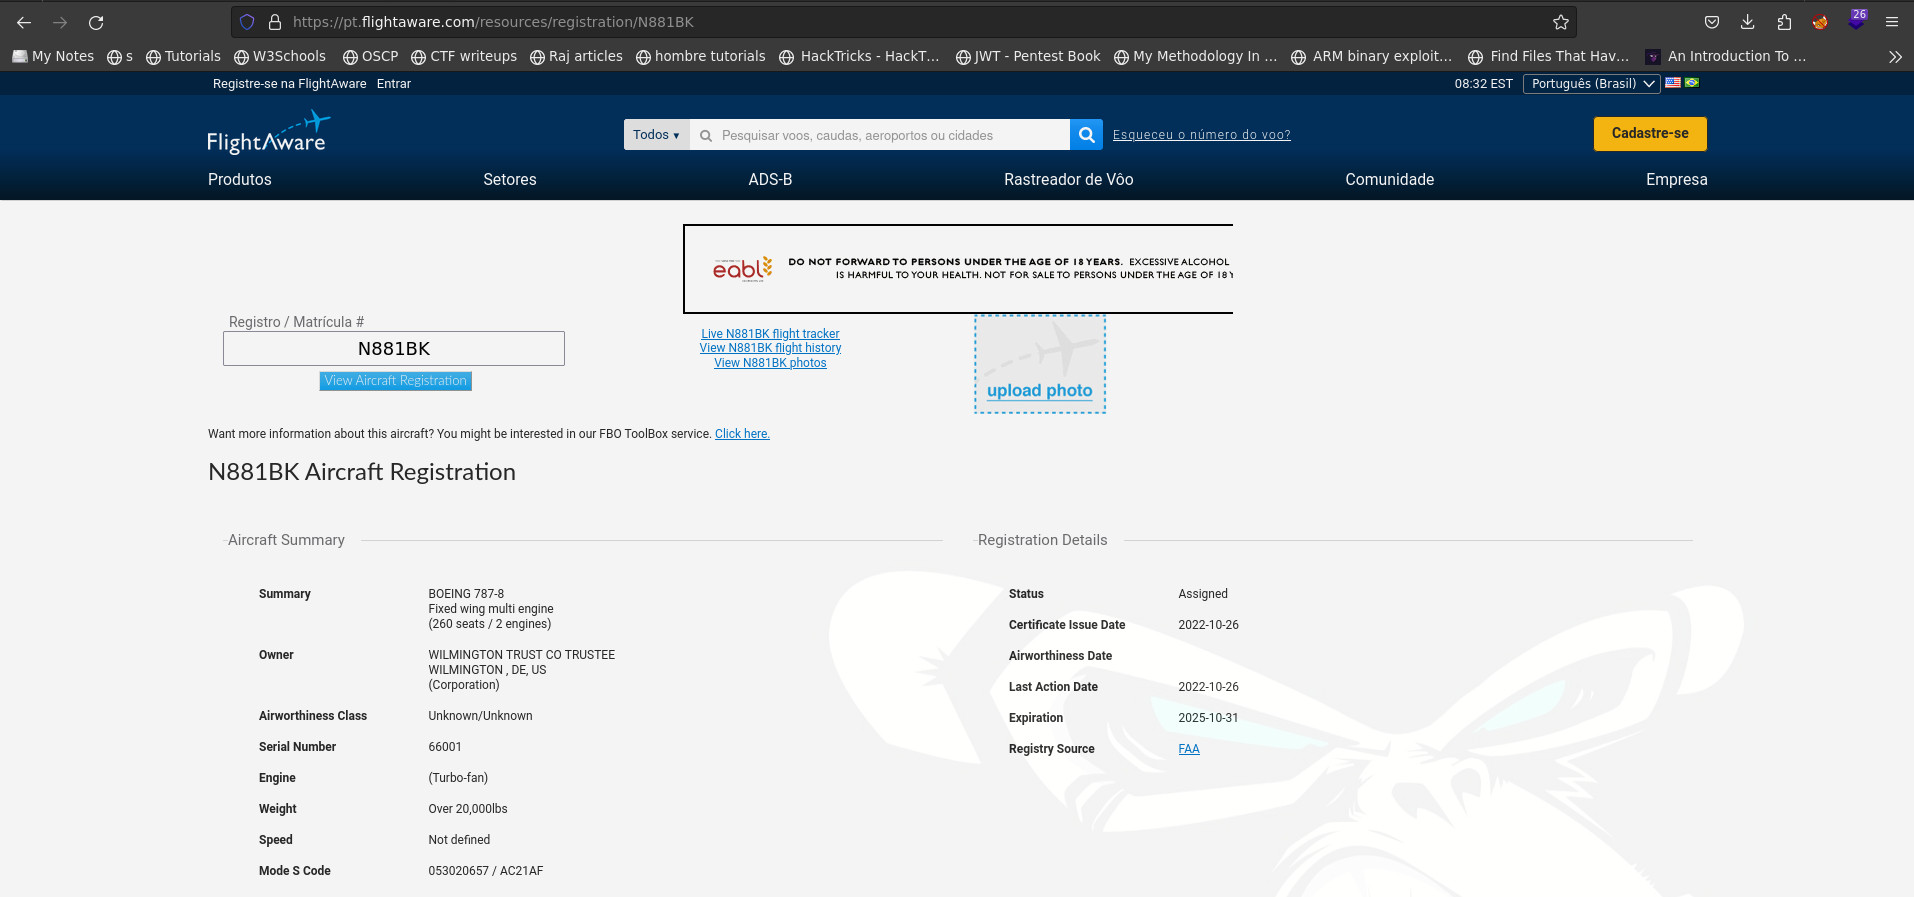 https://pt.flightaware.com/resources/registration/N881BK
26
My Notes s Tutorials W3Schools OSCP CTF writeups Raj articles hombre tutorials HackTricks - HackT... JWT - Pentest Book My Methodology In ... ARM binary exploit... Find Files That Hav... An Introduction To ...
Registre-se na FlightAware Entrar
08:32 EST Português (Brasil)
FlightAware
Todos ▾ Pesquisar voos, caudas, aeroportos ou cidades
Esqueceu o número do voo?
Cadastre-se
Produtos Setores ADS-B Rastreador de Vôo Comunidade Empresa
eabl
DO NOT FORWARD TO PERSONS UNDER THE AGE OF 18 YEARS. EXCESSIVE ALCOHOL
IS HARMFUL TO YOUR HEALTH. NOT FOR SALE TO PERSONS UNDER THE AGE OF 18 Y
Registro / Matrícula #
N881BK
View Aircraft Registration
Live N881BK flight tracker
View N881BK flight history
View N881BK photos
upload photo
Want more information about this aircraft? You might be interested in our FBO ToolBox service. Click here.
N881BK Aircraft Registration
Aircraft Summary
Summary BOEING 787-8
Fixed wing multi engine
(260 seats / 2 engines)
Owner WILMINGTON TRUST CO TRUSTEE
WILMINGTON , DE, US
(Corporation)
Airworthiness Class Unknown/Unknown
Serial Number 66001
Engine (Turbo-fan)
Weight Over 20,000lbs
Speed Not defined
Mode S Code 053020657 / AC21AF
Registration Details
Status Assigned
Certificate Issue Date 2022-10-26
Airworthiness Date
Last Action Date 2022-10-26
Expiration 2025-10-31
Registry Source FAA